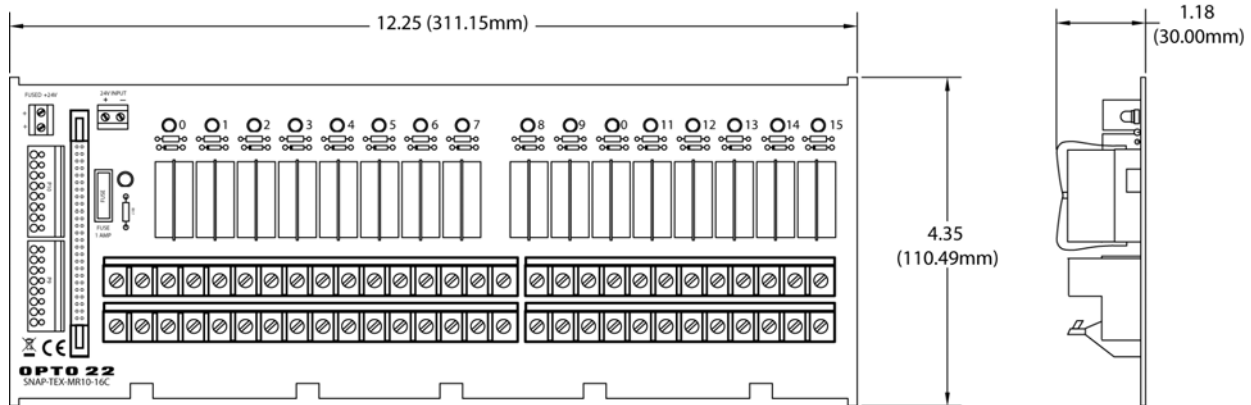 12.25 (311.15mm)
1.18
(30.00mm)
FUSED +24V
24V INPUT
+ −
+
+
0 1 2 3 4 5 6 7 8 9 0 11 12 13 14 15
FUSE
FUSE
1 AMP
4.35
(110.49mm)
CE
OPTO 22
SNAP-TEX-MR10-16C